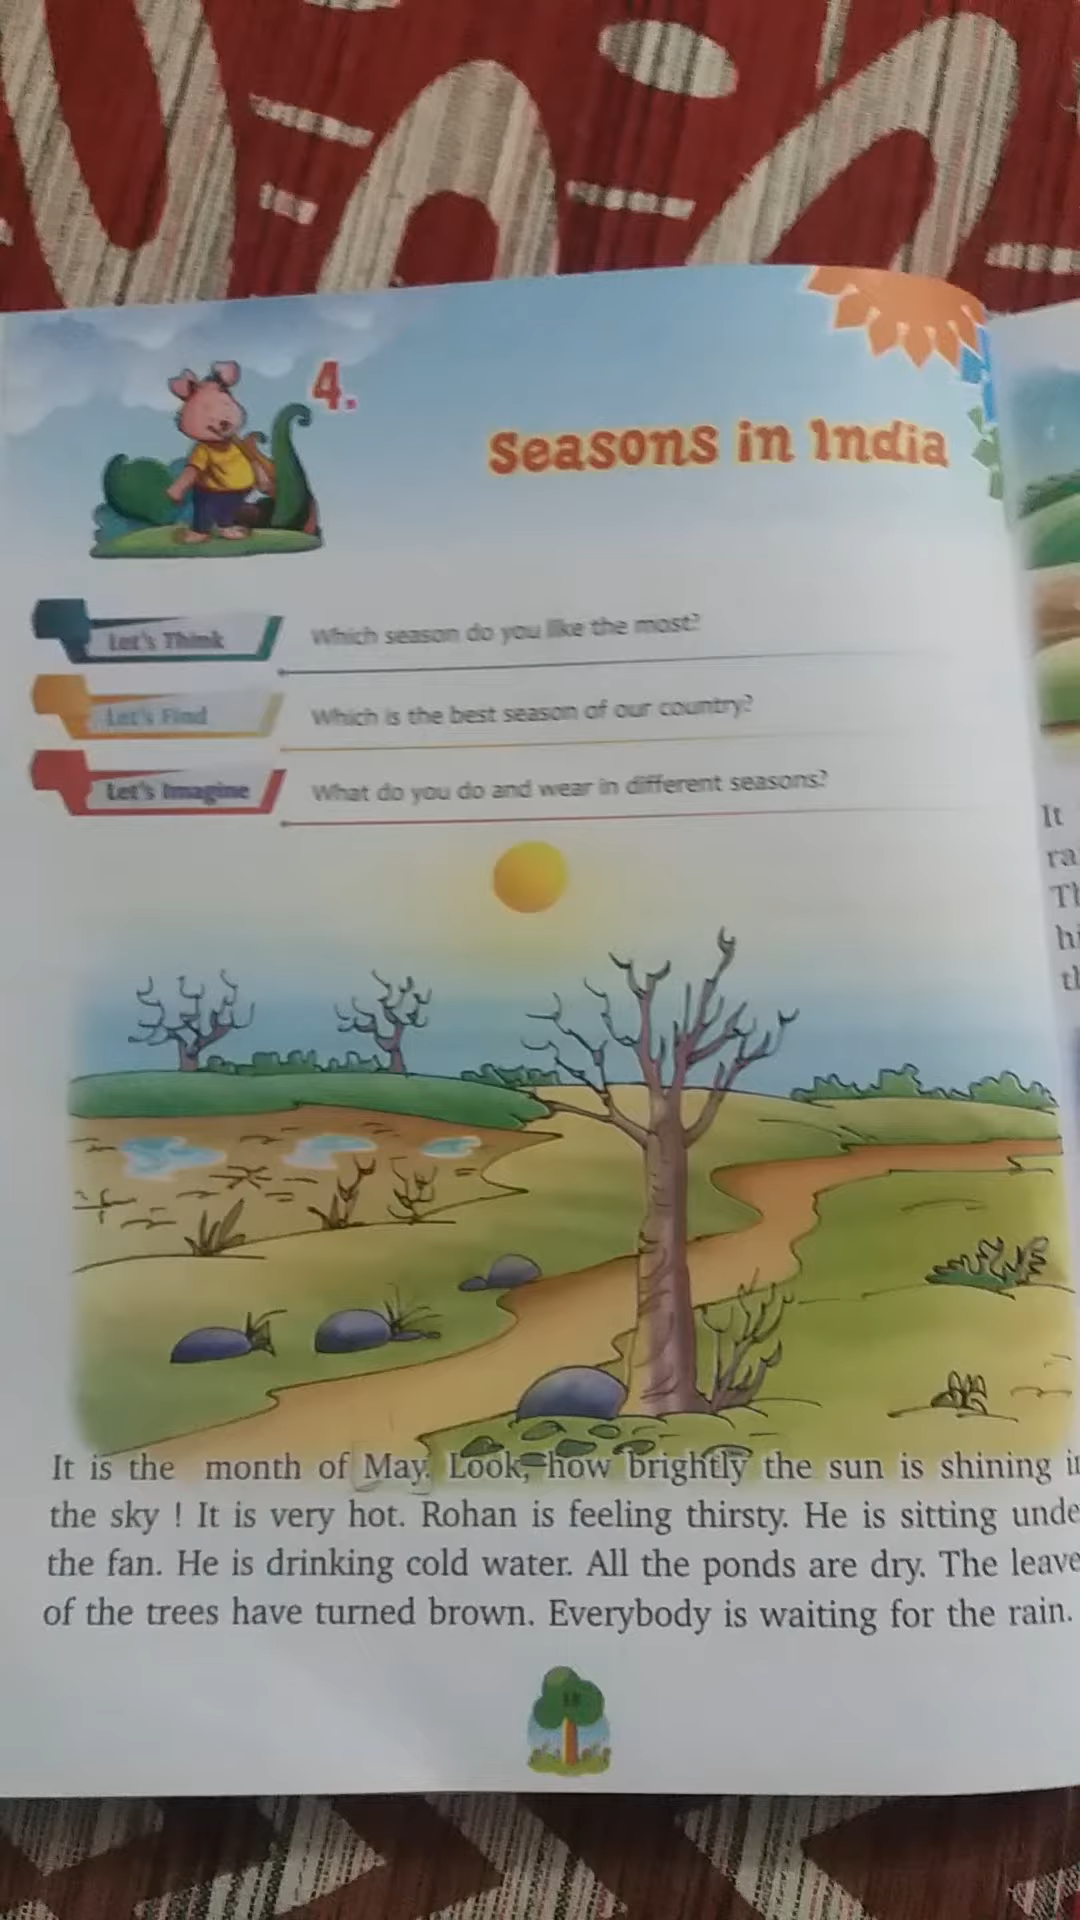 4.
Seasons in India
Let's Think Which season do you like the most?
Let's Find Which is the best season of our country?
Let's Imagine What do you do and wear in different seasons?
It is the month of May. Look, how brightly the sun is shining
the sky ! It is very hot. Rohan is feeling thirsty. He is sitting unde
the fan. He is drinking cold water. All the ponds are dry. The leave
of the trees have turned brown. Everybody is waiting for the rain.
It
ra
Th
hi